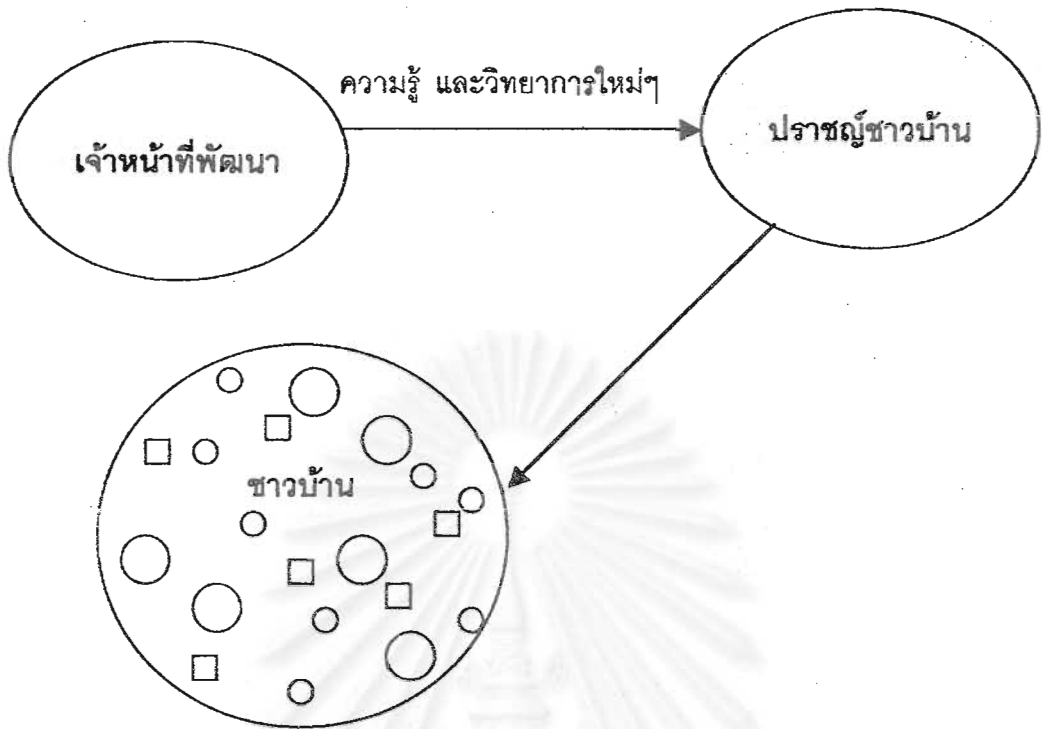 ความรู้ และวิทยาการใหม่ๆ
เจ้าหน้าที่พัฒนา
ปราชญ์ชาวบ้าน
ชาวบ้าน